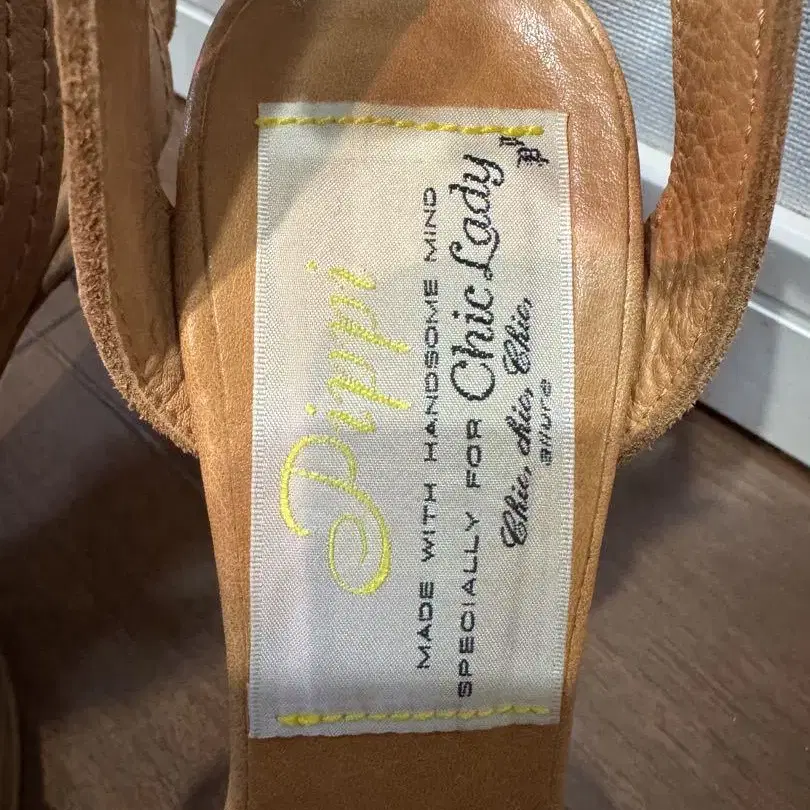 Pippi
MADE WITH HANDSOME MIND
SPECIALLY FOR Chic Lady
Chic, chic, Chic,
allure